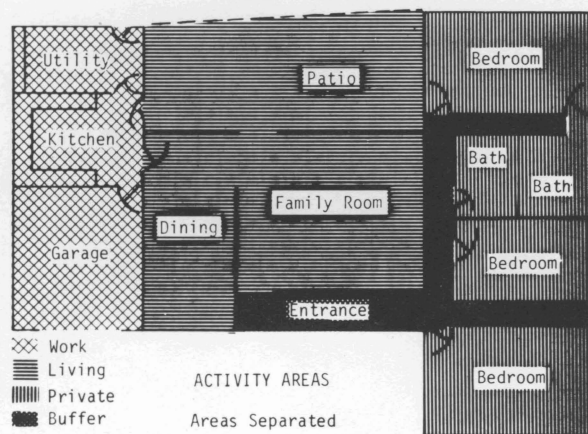 Utility
Bedroom
Patio
Kitchen
Bath
Bath
Family Room
Dining
Garage
Bedroom
Entrance
Work
Living
Private
Buffer
ACTIVITY AREAS
Areas Separated
Bedroom